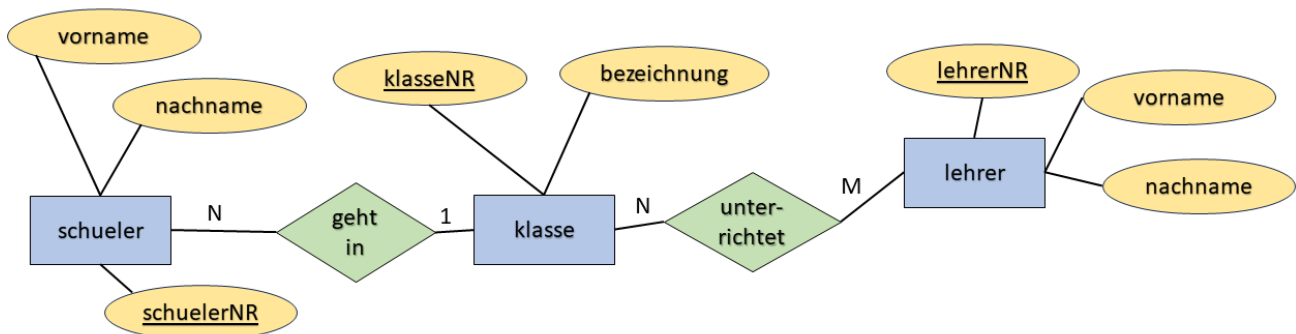 vorname
nachname
schueler
schuelerNR
N
geht
in
1
klasseNR
bezeichnung
klasse
N
unter-
richtet
M
lehrerNR
lehrer
vorname
nachname